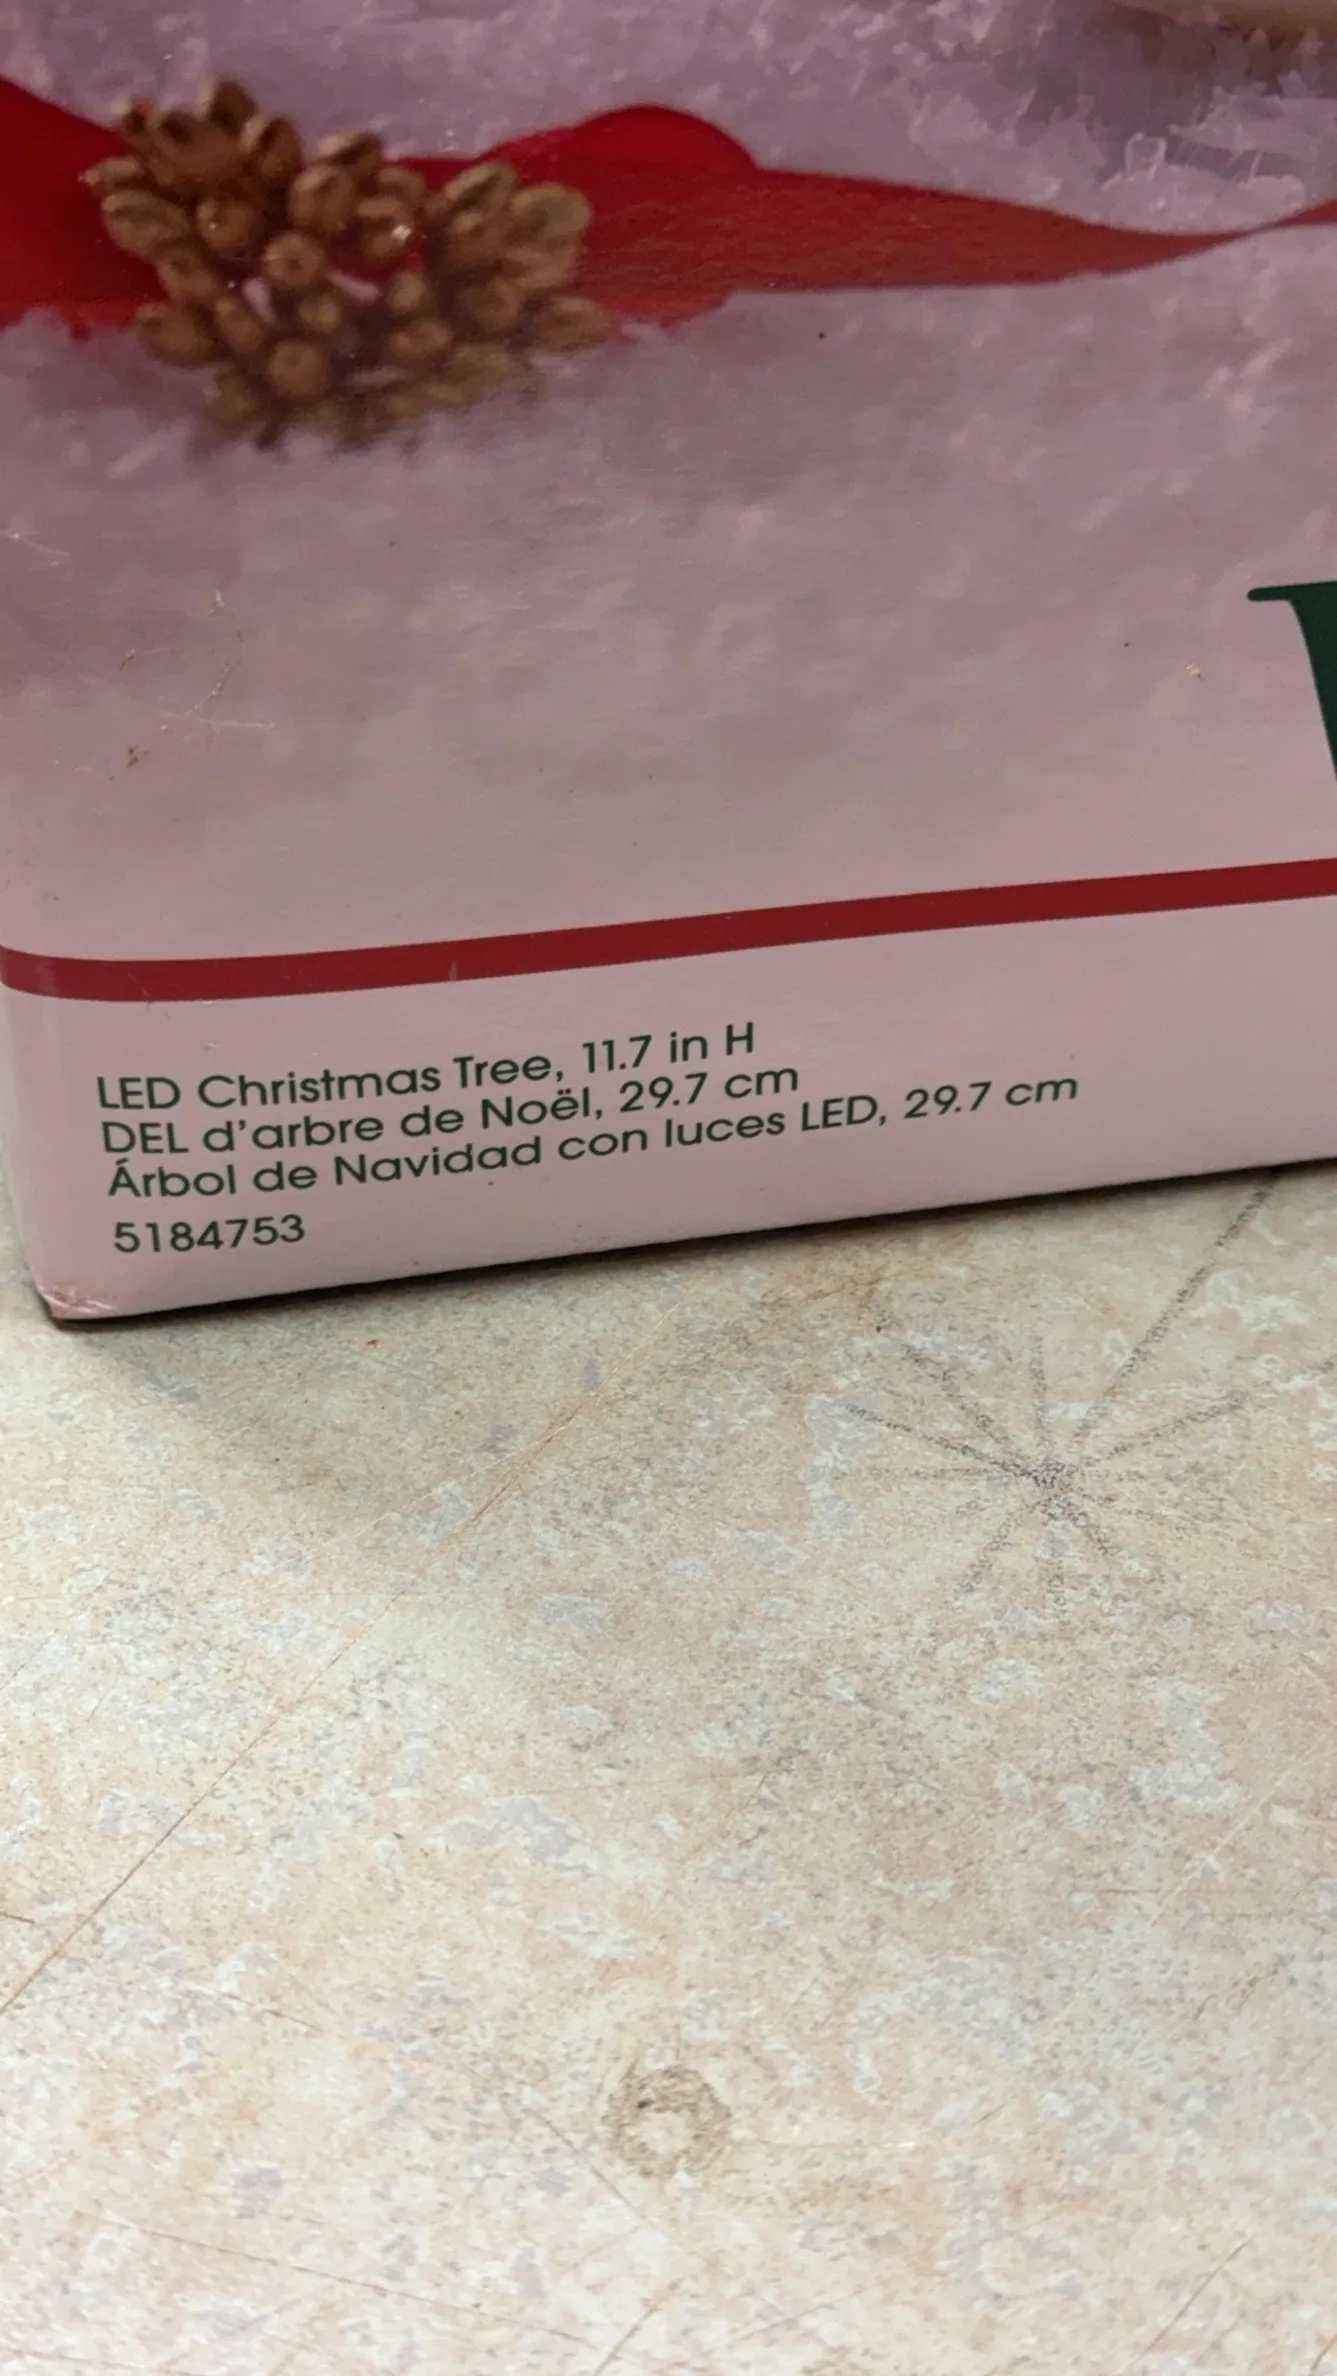 LED Christmas Tree, 11.7 in H
DEL d'arbre de Noël, 29.7 cm
Árbol de Navidad con luces LED, 29.7 cm
5184753